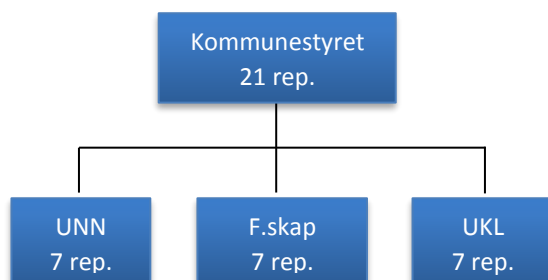 Kommunestyret
21 rep.
UNN
7 rep.
F.skap
7 rep.
UKL
7 rep.